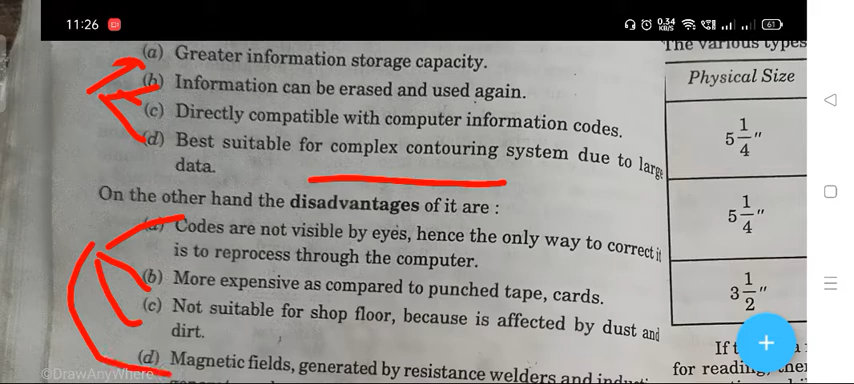 11:26
0.34
KB/S
61
(a) Greater information storage capacity.
(b) Information can be erased and used again.
(c) Directly compatible with computer information codes.
(d) Best suitable for complex contouring system due to large
data.
On the other hand the disadvantages of it are :
(a) Codes are not visible by eyes, hence the only way to correct it
is to reprocess through the computer.
(b) More expensive as compared to punched tape, cards.
(c) Not suitable for shop floor, because is affected by dust and
dirt.
(d) Magnetic fields, generated by resistance welders and
The various types
Physical Size
5 1/4"
5 1/4"
3 1/2"
If
for reading,
©DrawAnyWhere
+